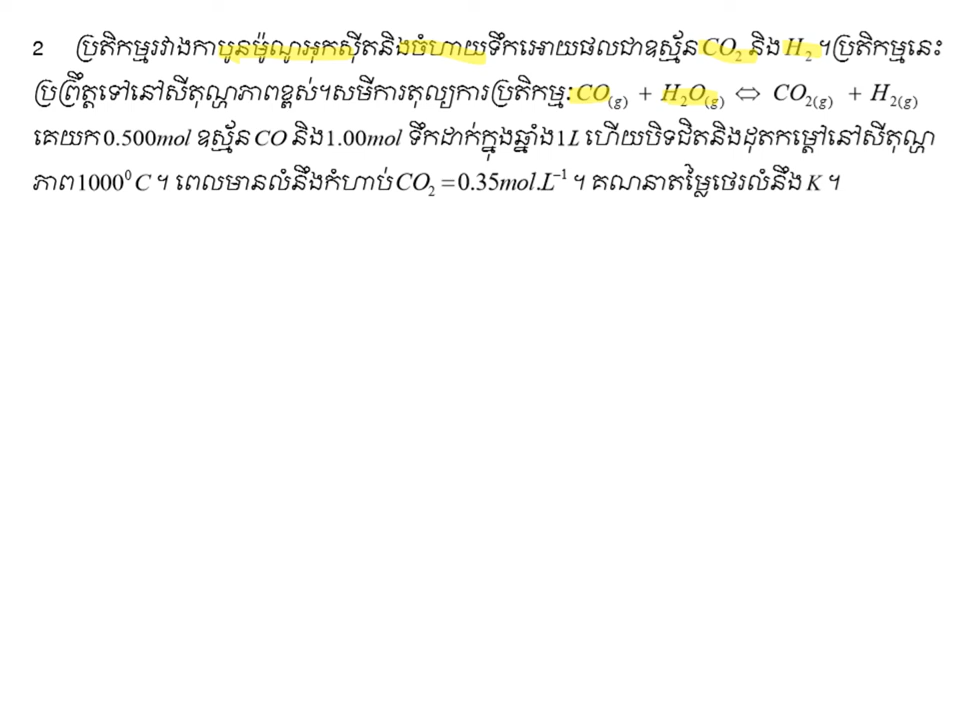 2 ប្រតិកម្មរវាងកាបូនម៉ូណូអុកស៊ីតនិងចំហាយទឹកអោយផលជាឧស្ម័ន CO₂ និង H₂ ។ប្រតិកម្មនេះ
ប្រព្រឹត្តទៅនៅសីតុណ្ហភាពខ្ពស់។សមីការតុល្យការប្រតិកម្មៈ CO(g) + H₂O(g) ⇔ CO₂(g) + H₂(g)
គេយក 0.500mol ឧស្ម័ន CO និង 1.00mol ទឹកដាក់ក្នុងឆ្នាំង 1L ហើយបិទជិតនិងដុតកម្តៅនៅសីតុណ្ហ
ភាព 1000⁰C ។ ពេលមានលំនឹងកំហាប់ CO₂ = 0.35mol.L⁻¹ ។ គណនាតម្លៃថេរលំនឹង K ។